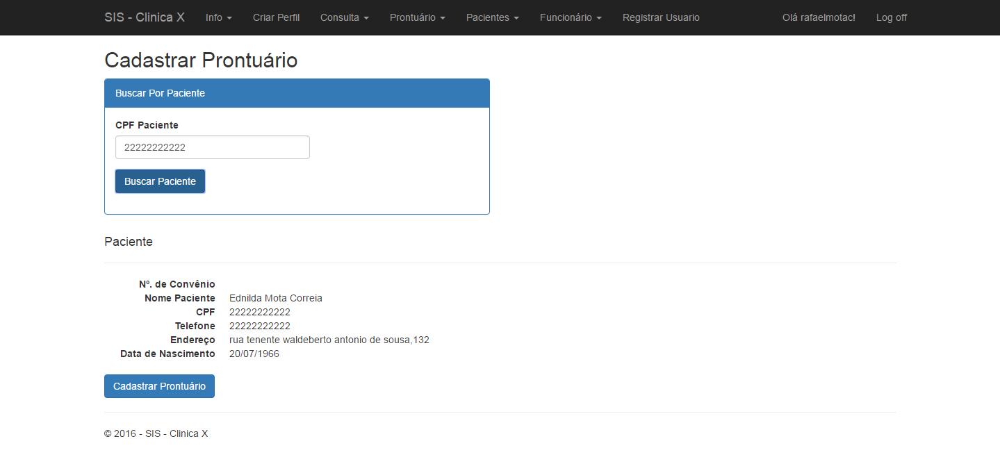 SIS - Clinica X Info Criar Perfil Consulta Prontuário Pacientes Funcionário Registrar Usuario Olá rafaelmotac! Log off
Cadastrar Prontuário
Buscar Por Paciente
CPF Paciente
22222222222
Buscar Paciente
Paciente
Nº. de Convênio
Nome Paciente Ednilda Mota Correia
CPF 22222222222
Telefone 22222222222
Endereço rua tenente waldeberto antonio de sousa,132
Data de Nascimento 20/07/1966
Cadastrar Prontuário
© 2016 - SIS - Clinica X